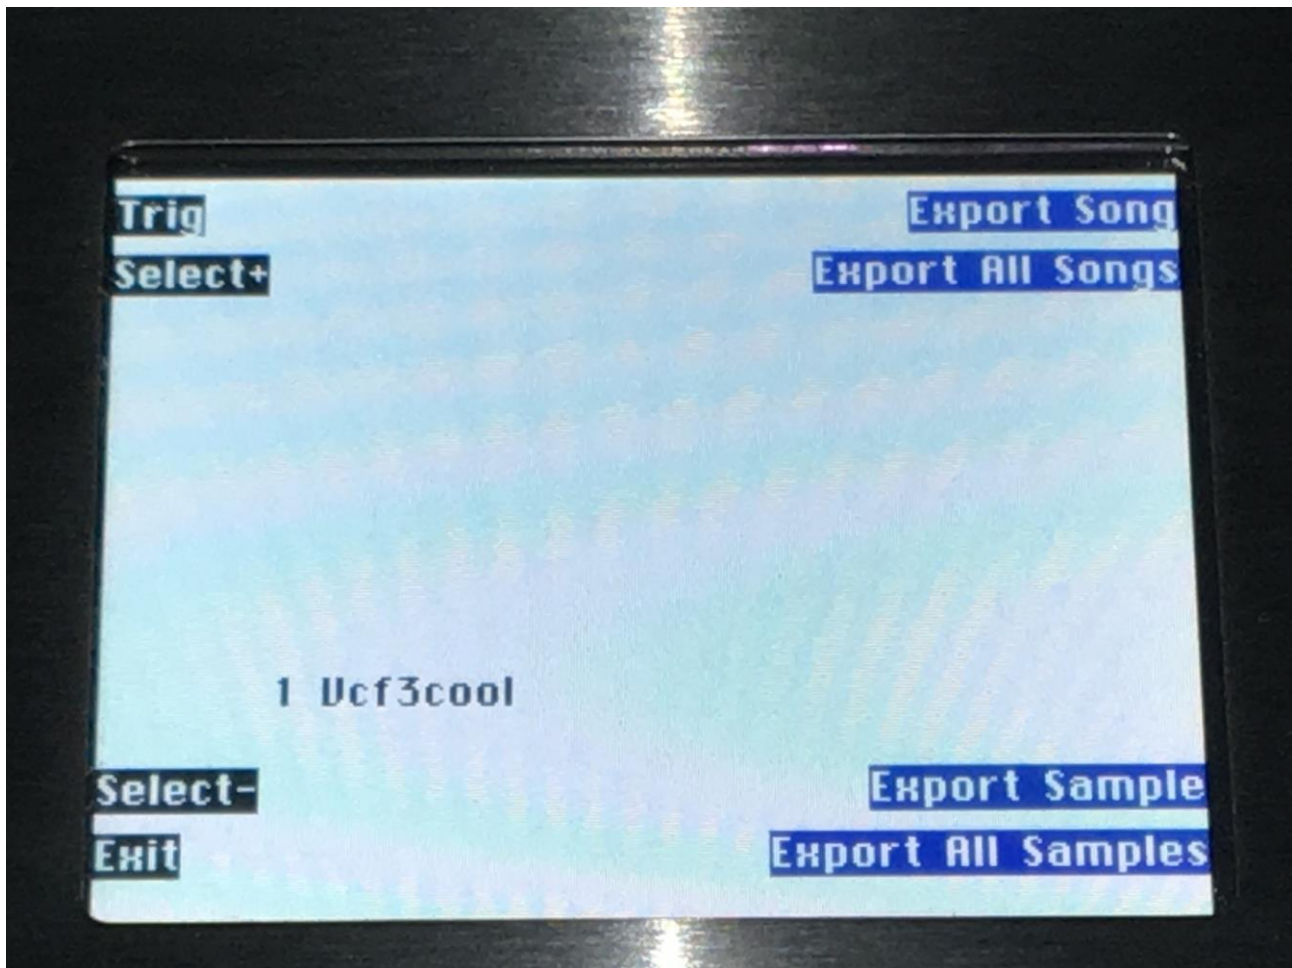 Trig
Export Song
Select+
Export All Songs
1 Vcf3cool
Select-
Export Sample
Exit
Export All Samples